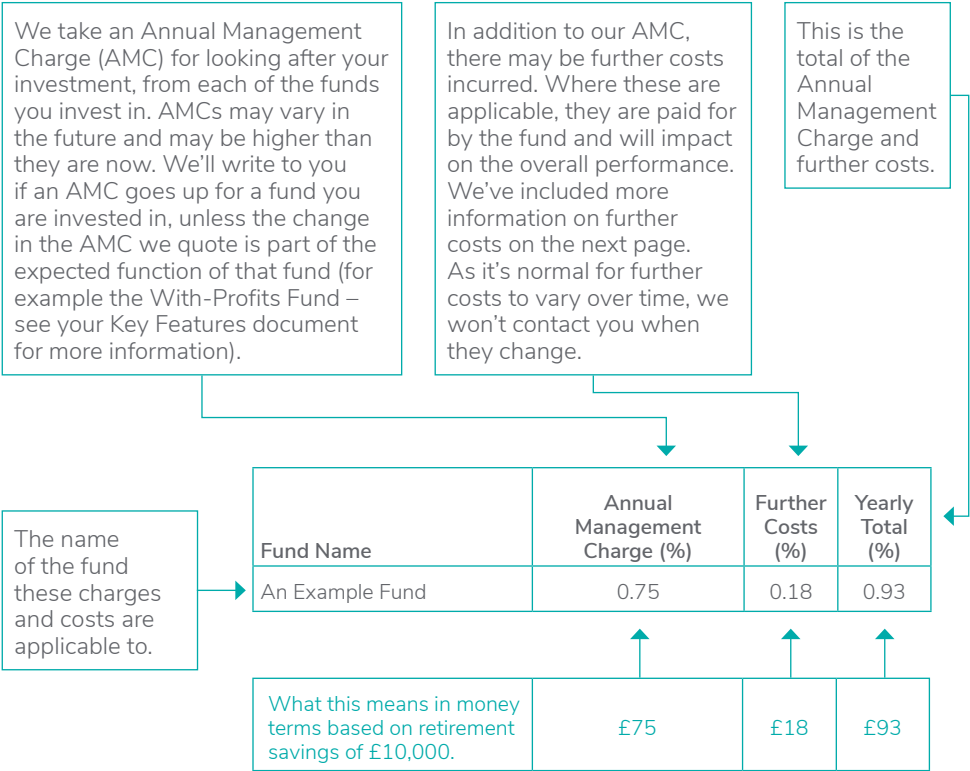 We take an Annual Management
Charge (AMC) for looking after your
investment, from each of the funds
you invest in. AMCs may vary in
the future and may be higher than
they are now. We’ll write to you
if an AMC goes up for a fund you
are invested in, unless the change
in the AMC we quote is part of the
expected function of that fund (for
example the With-Profits Fund –
see your Key Features document
for more information).
In addition to our AMC,
there may be further costs
incurred. Where these are
applicable, they are paid for
by the fund and will impact
on the overall performance.
We’ve included more
information on further
costs on the next page.
As it’s normal for further
costs to vary over time, we
won’t contact you when
they change.
This is the
total of the
Annual
Management
Charge and
further costs.
The name
of the fund
these charges
and costs are
applicable to.
Fund Name
Annual
Management
Charge (%)
Further
Costs
(%)
Yearly
Total
(%)
An Example Fund 0.75 0.18 0.93
What this means in money
terms based on retirement
savings of £10,000.
£75 £18 £93